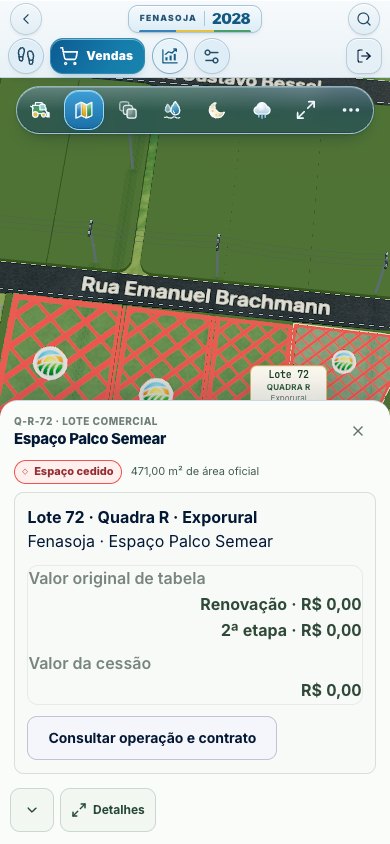 FENASOJA 2028
Vendas
Gustavo Bessel
Rua Emanuel Brachmann
Lote 72
QUADRA R
Exporural
Q-R-72 · LOTE COMERCIAL
Espaço Palco Semear
Espaço cedido 471,00 m² de área oficial
Lote 72 · Quadra R · Exporural
Fenasoja · Espaço Palco Semear
Valor original de tabela
Renovação · R$ 0,00
2ª etapa · R$ 0,00
Valor da cessão
R$ 0,00
Consultar operação e contrato
Detalhes